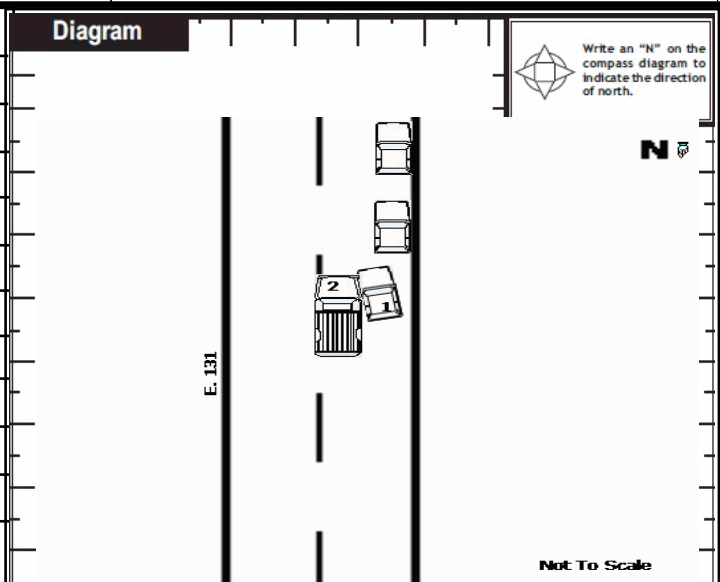 Diagram
Write an "N" on the
compass diagram to
indicate the direction
of north.
N
2
1
E. 131
Not To Scale